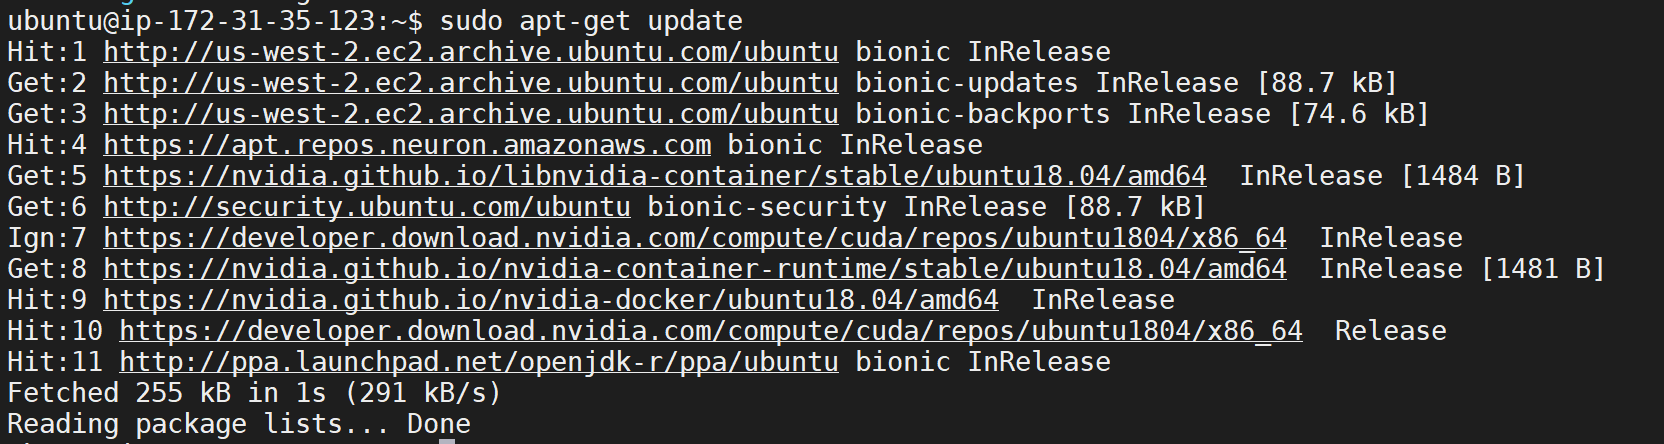 ubuntu@ip-172-31-35-123:~$ sudo apt-get update
Hit:1 http://us-west-2.ec2.archive.ubuntu.com/ubuntu bionic InRelease
Get:2 http://us-west-2.ec2.archive.ubuntu.com/ubuntu bionic-updates InRelease [88.7 kB]
Get:3 http://us-west-2.ec2.archive.ubuntu.com/ubuntu bionic-backports InRelease [74.6 kB]
Hit:4 https://apt.repos.neuron.amazonaws.com bionic InRelease
Get:5 https://nvidia.github.io/libnvidia-container/stable/ubuntu18.04/amd64  InRelease [1484 B]
Get:6 http://security.ubuntu.com/ubuntu bionic-security InRelease [88.7 kB]
Ign:7 https://developer.download.nvidia.com/compute/cuda/repos/ubuntu1804/x86_64  InRelease
Get:8 https://nvidia.github.io/nvidia-container-runtime/stable/ubuntu18.04/amd64  InRelease [1481 B]
Hit:9 https://nvidia.github.io/nvidia-docker/ubuntu18.04/amd64  InRelease
Hit:10 https://developer.download.nvidia.com/compute/cuda/repos/ubuntu1804/x86_64  Release
Hit:11 http://ppa.launchpad.net/openjdk-r/ppa/ubuntu bionic InRelease
Fetched 255 kB in 1s (291 kB/s)
Reading package lists... Done